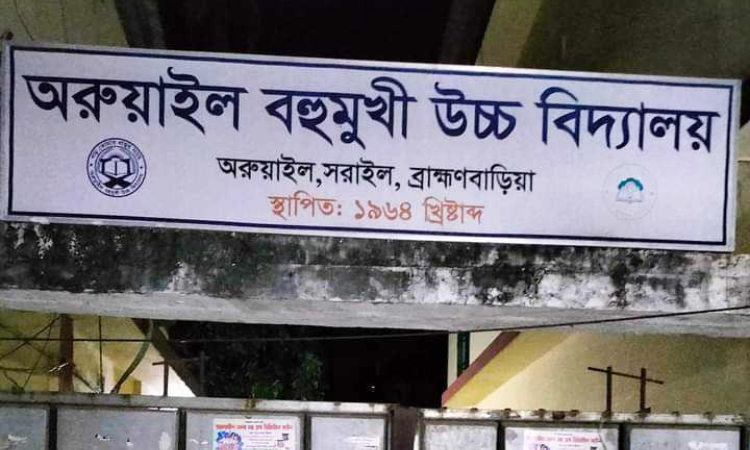 অরুয়াইল বহুমুখী উচ্চ বিদ্যালয়
অরুয়াইল,সরাইল, ব্রাহ্মণবাড়িয়া
স্থাপিত: ১৯৬৪ খ্রিষ্টাব্দ